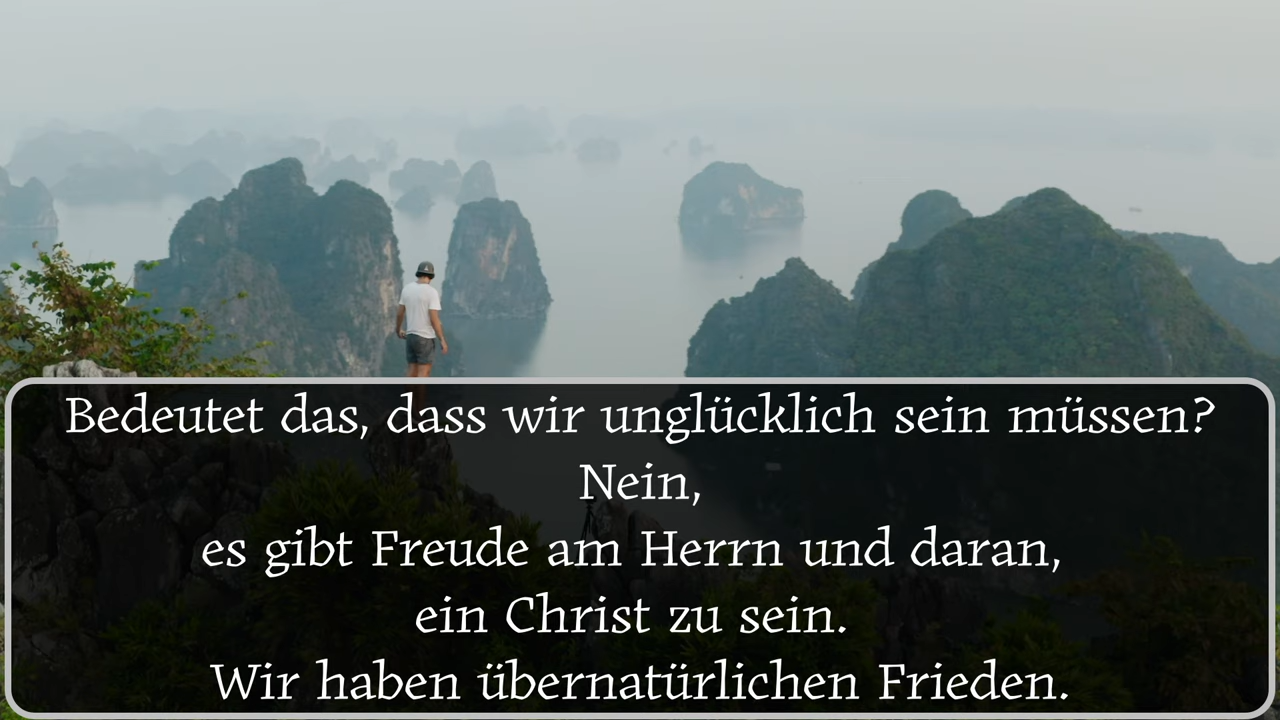 Bedeutet das, dass wir unglücklich sein müssen?
Nein,
es gibt Freude am Herrn und daran,
ein Christ zu sein.
Wir haben übernatürlichen Frieden.